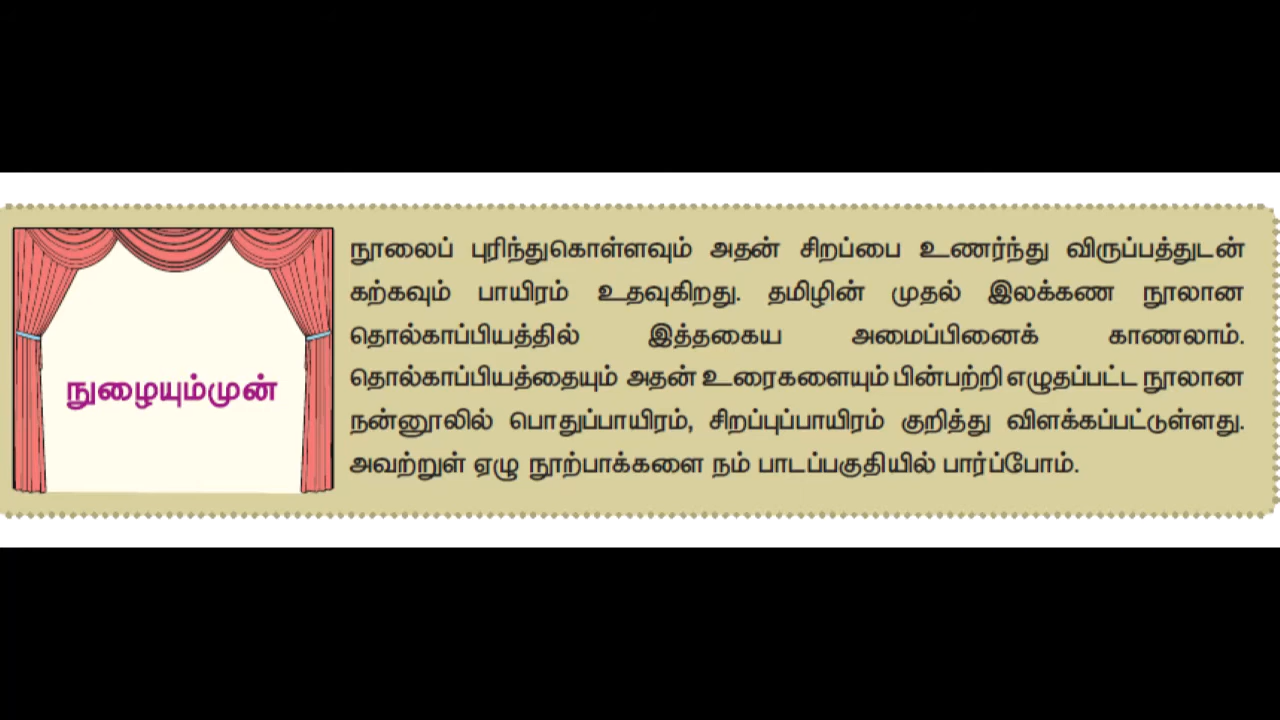 நுழையும்முன்
நூலைப் புரிந்துகொள்ளவும் அதன் சிறப்பை உணர்ந்து விருப்பத்துடன்
கற்கவும் பாயிரம் உதவுகிறது. தமிழின் முதல் இலக்கண நூலான
தொல்காப்பியத்தில் இத்தகைய அமைப்பினைக் காணலாம்.
தொல்காப்பியத்தையும் அதன் உரைகளையும் பின்பற்றி எழுதப்பட்ட நூலான
நன்னூலில் பொதுப்பாயிரம், சிறப்புப்பாயிரம் குறித்து விளக்கப்பட்டுள்ளது.
அவற்றுள் ஏழு நூற்பாக்களை நம் பாடப்பகுதியில் பார்ப்போம்.